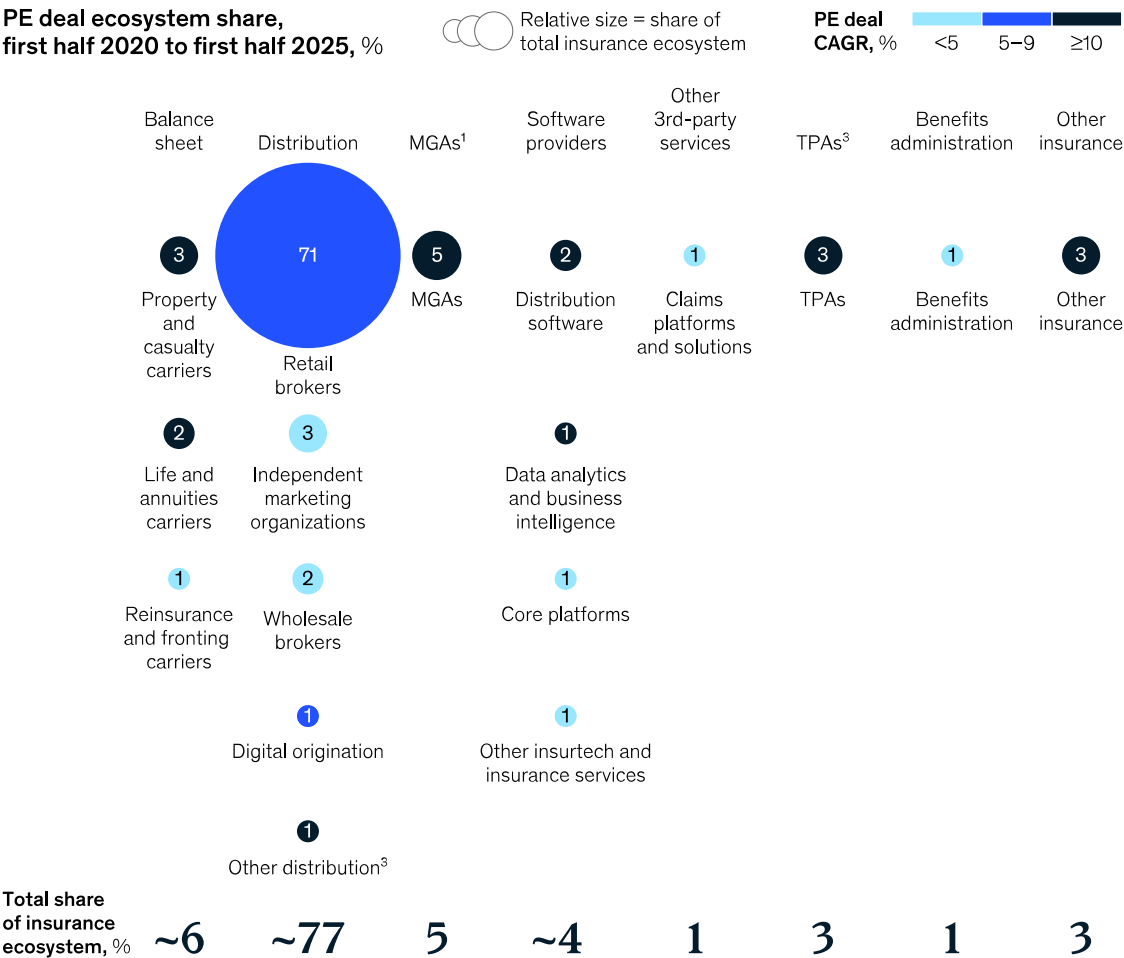 PE deal ecosystem share,
first half 2020 to first half 2025, %
Relative size = share of
total insurance ecosystem
PE deal
CAGR, %
<5
5–9
≥10
Balance
sheet
Distribution
MGAs¹
Software
providers
Other
3rd-party
services
TPAs³
Benefits
administration
Other
insurance
3
71
5
2
1
3
1
3
Property
and
casualty
carriers
Retail
brokers
MGAs
Distribution
software
Claims
platforms
and solutions
TPAs
Benefits
administration
Other
insurance
2
3
1
Life and
annuities
carriers
Independent
marketing
organizations
Data analytics
and business
intelligence
1
2
1
Reinsurance
and fronting
carriers
Wholesale
brokers
Core platforms
1
1
Digital origination
Other insurtech and
insurance services
1
Other distribution³
Total share
of insurance
ecosystem, %
~6
~77
5
~4
1
3
1
3